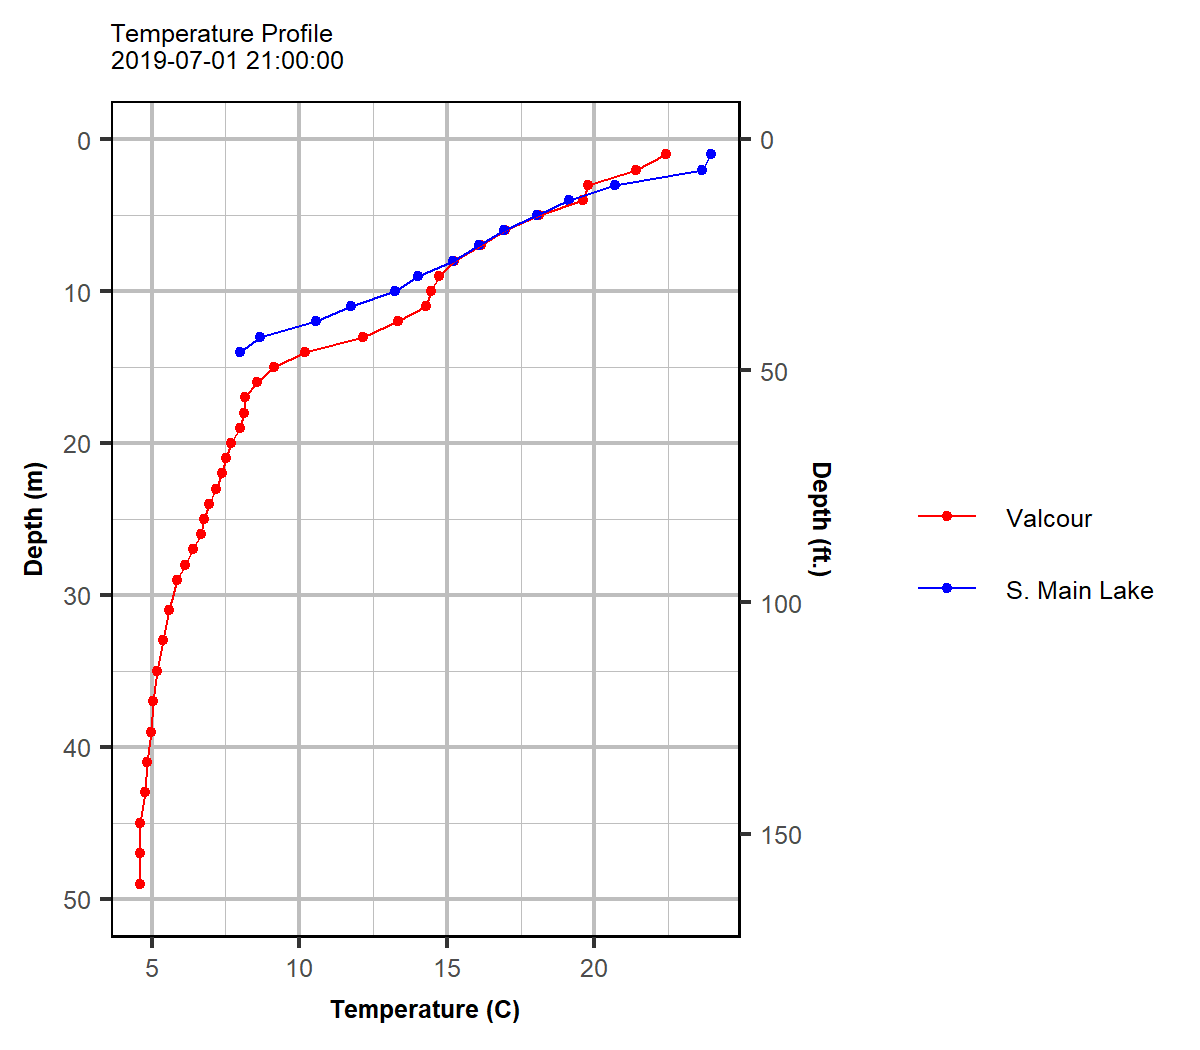 Temperature Profile
2019-07-01 21:00:00
0
10
20
30
40
50
Depth (m)
0
50
100
150
Depth (ft.)
5 10 15 20
Temperature (C)
Valcour
S. Main Lake